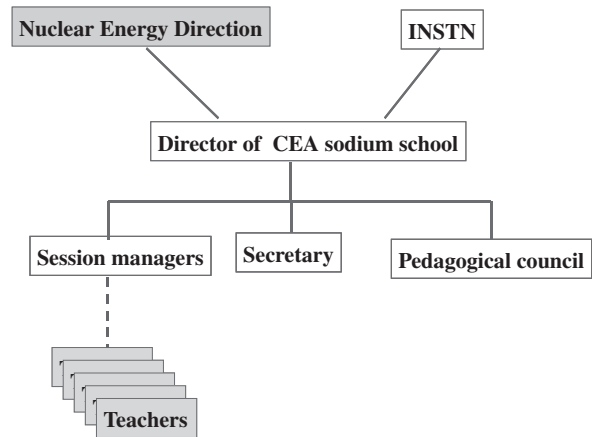 Nuclear Energy Direction
INSTN
Director of CEA sodium school
Session managers
Secretary
Pedagogical council
Teachers